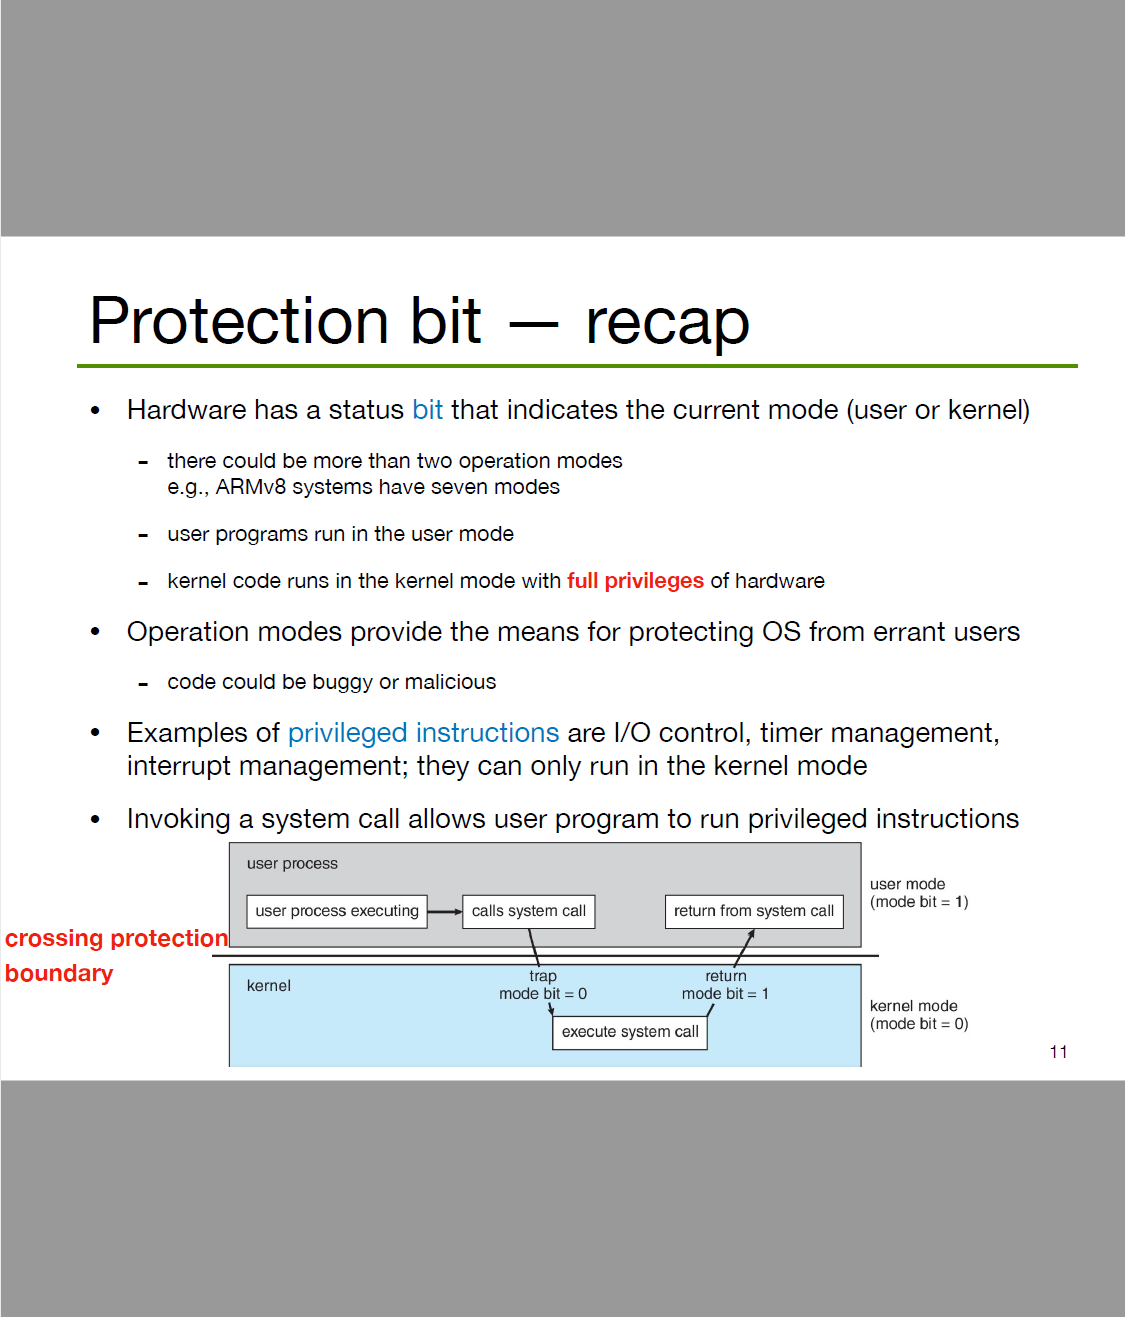 Protection bit — recap
• Hardware has a status bit that indicates the current mode (user or kernel)
- there could be more than two operation modes
e.g., ARMv8 systems have seven modes
- user programs run in the user mode
- kernel code runs in the kernel mode with full privileges of hardware
• Operation modes provide the means for protecting OS from errant users
- code could be buggy or malicious
• Examples of privileged instructions are I/O control, timer management,
interrupt management; they can only run in the kernel mode
• Invoking a system call allows user program to run privileged instructions
user process
user process executing
calls system call
return from system call
user mode
(mode bit = 1)
crossing protection
boundary
kernel
trap
mode bit = 0
return
mode bit = 1
execute system call
kernel mode
(mode bit = 0)
11